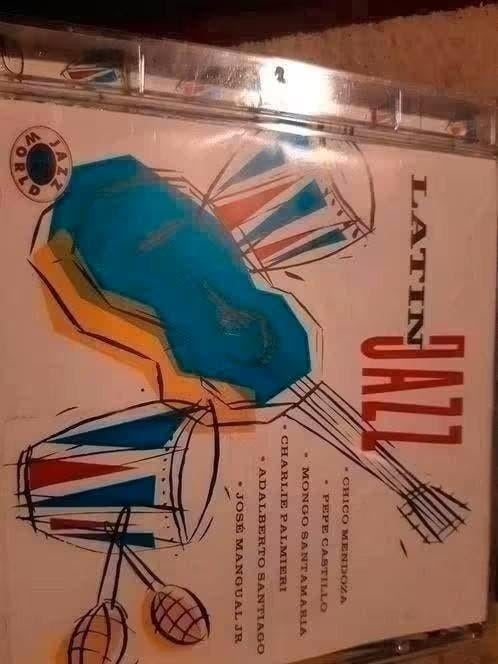 JAZZ
WORLD
LATIN
JAZZ
• CHICO MENDOZA
• PEPE CASTILLO
• MONGO SANTAMARIA
• CHARLIE PALMIERI
• ADALBERTO SANTIAGO
• JOSÉ MANGUAL JR